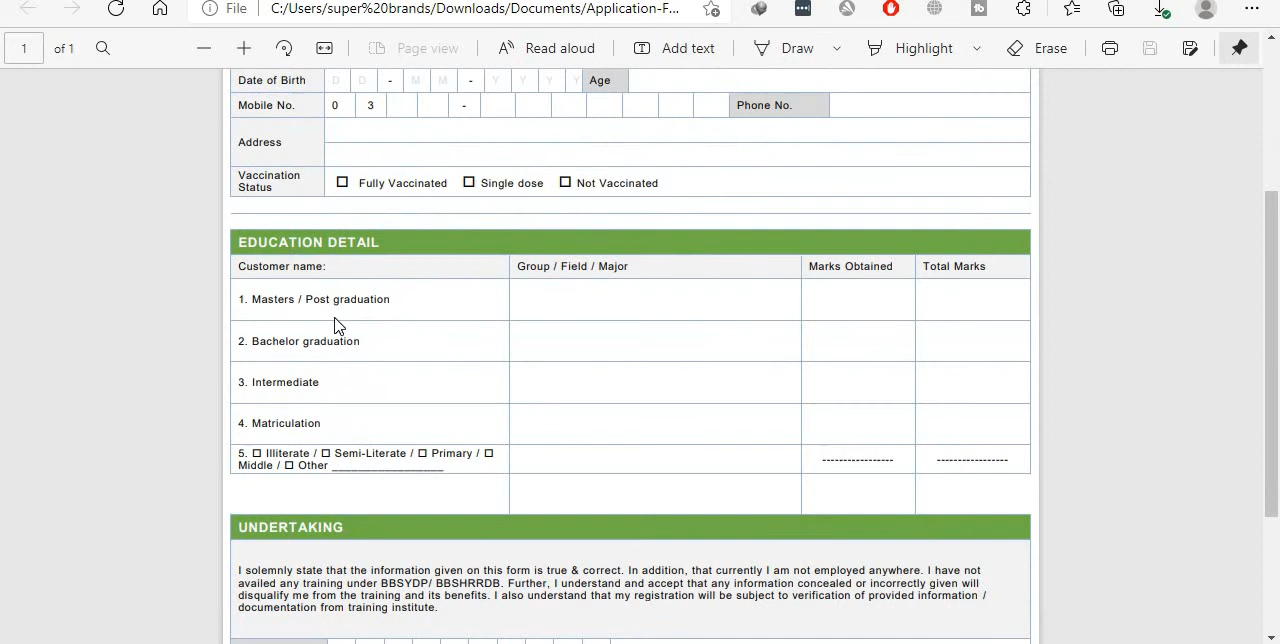 File C:/Users/super%20brands/Downloads/Documents/Application-F...
1 of 1 Page view Read aloud Add text Draw Highlight Erase
Date of Birth D D - M M - Y Y Y Y Age
Mobile No. 0 3 - Phone No.
Address
Vaccination
Status
Fully Vaccinated Single dose Not Vaccinated
EDUCATION DETAIL
Customer name: Group / Field / Major Marks Obtained Total Marks
1. Masters / Post graduation
2. Bachelor graduation
3. Intermediate
4. Matriculation
5. ☐ Illiterate / ☐ Semi-Literate / ☐ Primary / ☐
Middle / ☐ Other ___________________
----------------- -----------------
UNDERTAKING
I solemnly state that the information given on this form is true & correct. In addition, that currently I am not employed anywhere. I have not
availed any training under BBSYDP/ BBSHRRDB. Further, I understand and accept that any information concealed or incorrectly given will
disqualify me from the training and its benefits. I also understand that my registration will be subject to verification of provided information /
documentation from training institute.